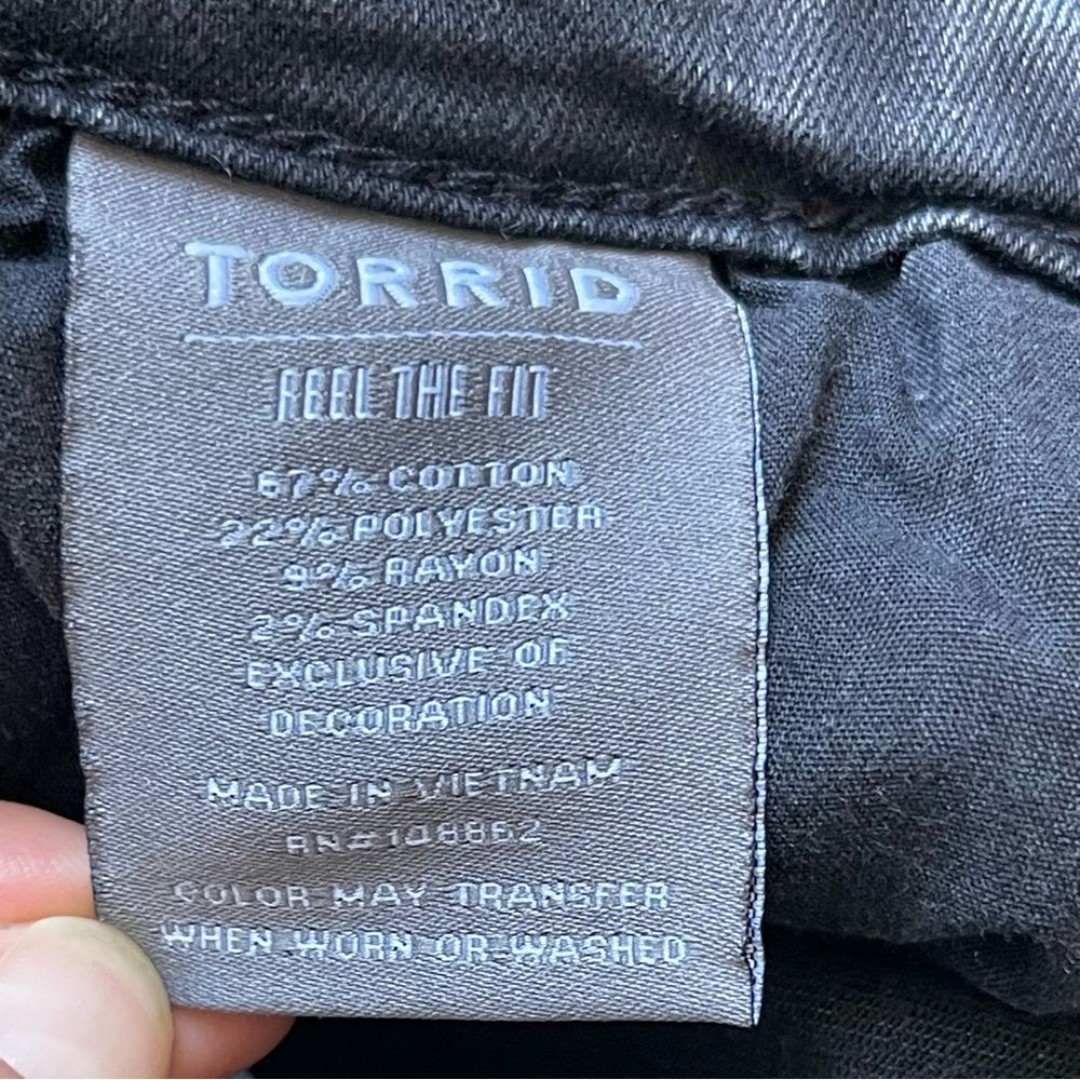 TORRID
FEEL THE FIT
67% COTTON
22% POLYESTER
9% RAYON
2% SPANDEX
EXCLUSIVE OF
DECORATION
MADE IN VIETNAM
RN#148862
COLOR MAY TRANSFER
WHEN WORN OR WASHED